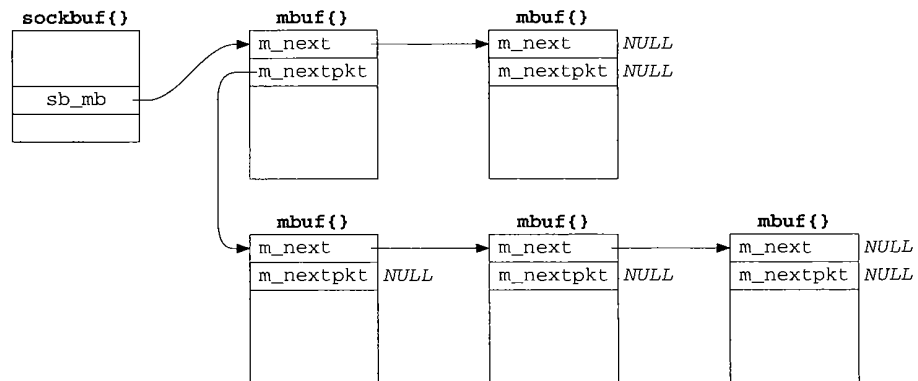 sockbuf{} mbuf{} mbuf{}
m_next m_next NULL
m_nextpkt m_nextpkt NULL
sb_mb
mbuf{} mbuf{} mbuf{}
m_next m_next m_next NULL
m_nextpkt NULL m_nextpkt NULL m_nextpkt NULL